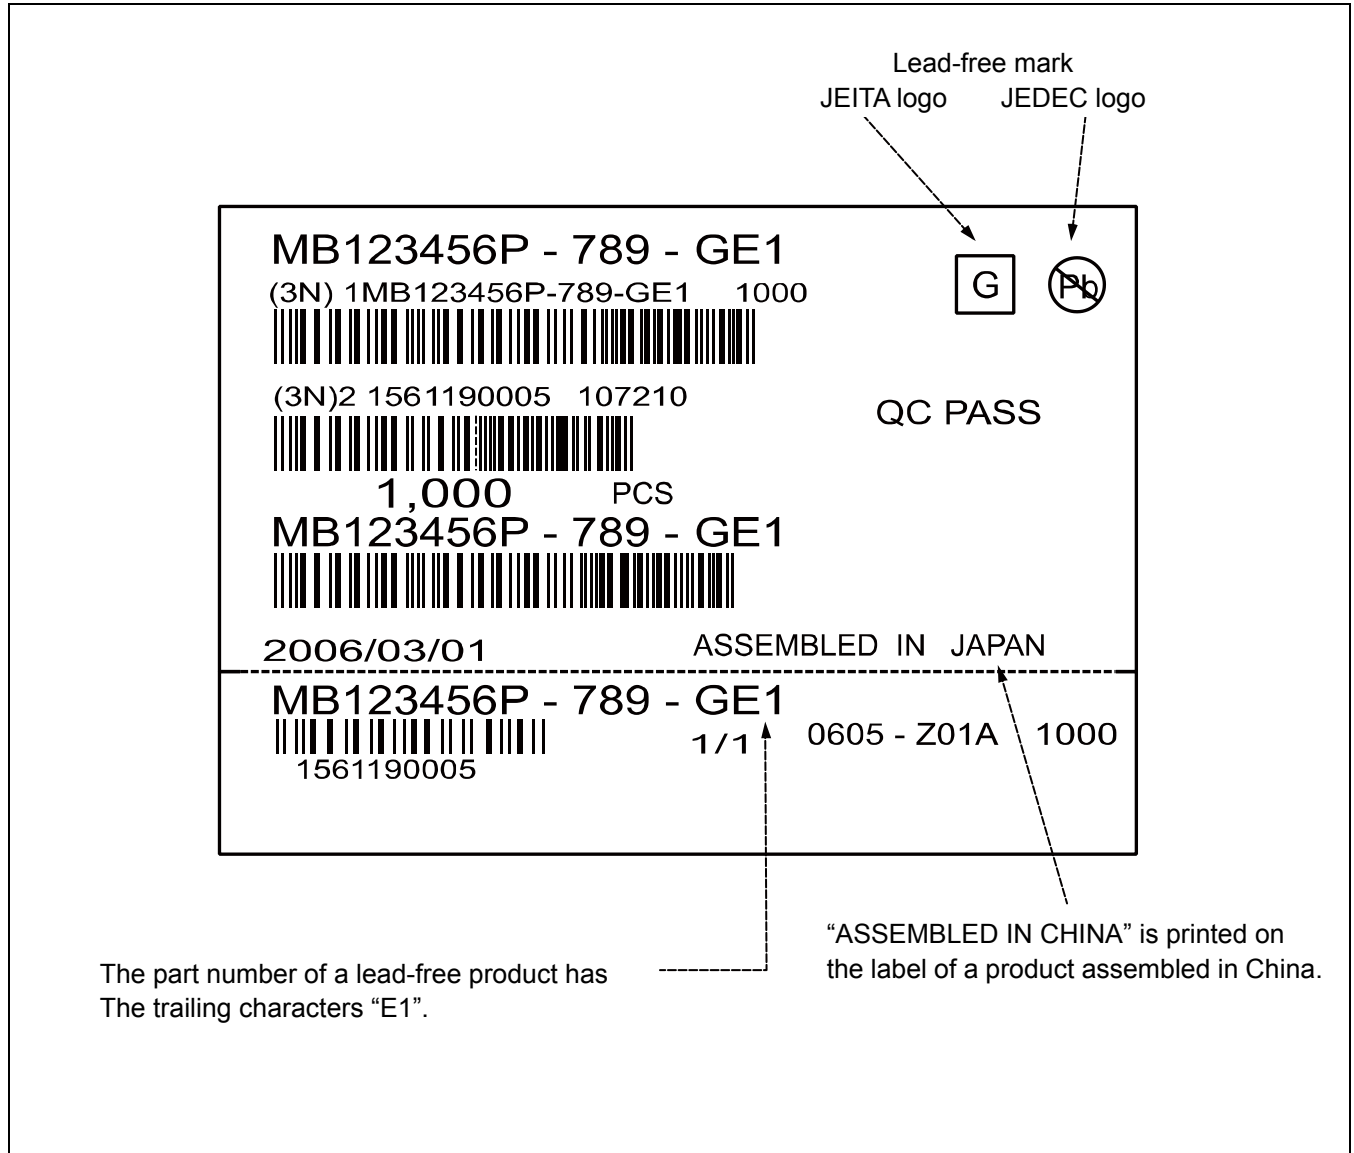 Lead-free mark
JEITA logo JEDEC logo
MB123456P - 789 - GE1
(3N) 1MB123456P-789-GE1 1000
G Pb
(3N)2 1561190005 107210
QC PASS
1,000 PCS
MB123456P - 789 - GE1
2006/03/01 ASSEMBLED IN JAPAN
MB123456P - 789 - GE1
1/1 0605 - Z01A 1000
1561190005
“ASSEMBLED IN CHINA” is printed on
the label of a product assembled in China.
The part number of a lead-free product has
The trailing characters “E1”.